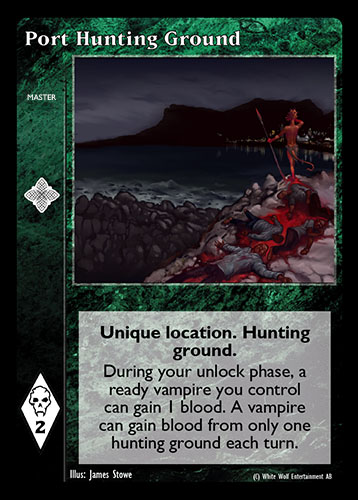 Port Hunting Ground
MASTER
Unique location. Hunting
ground.
During your unlock phase, a
ready vampire you control
can gain 1 blood. A vampire
can gain blood from only one
hunting ground each turn.
2
Illus: James Stowe
(C) White Wolf Entertainment AB